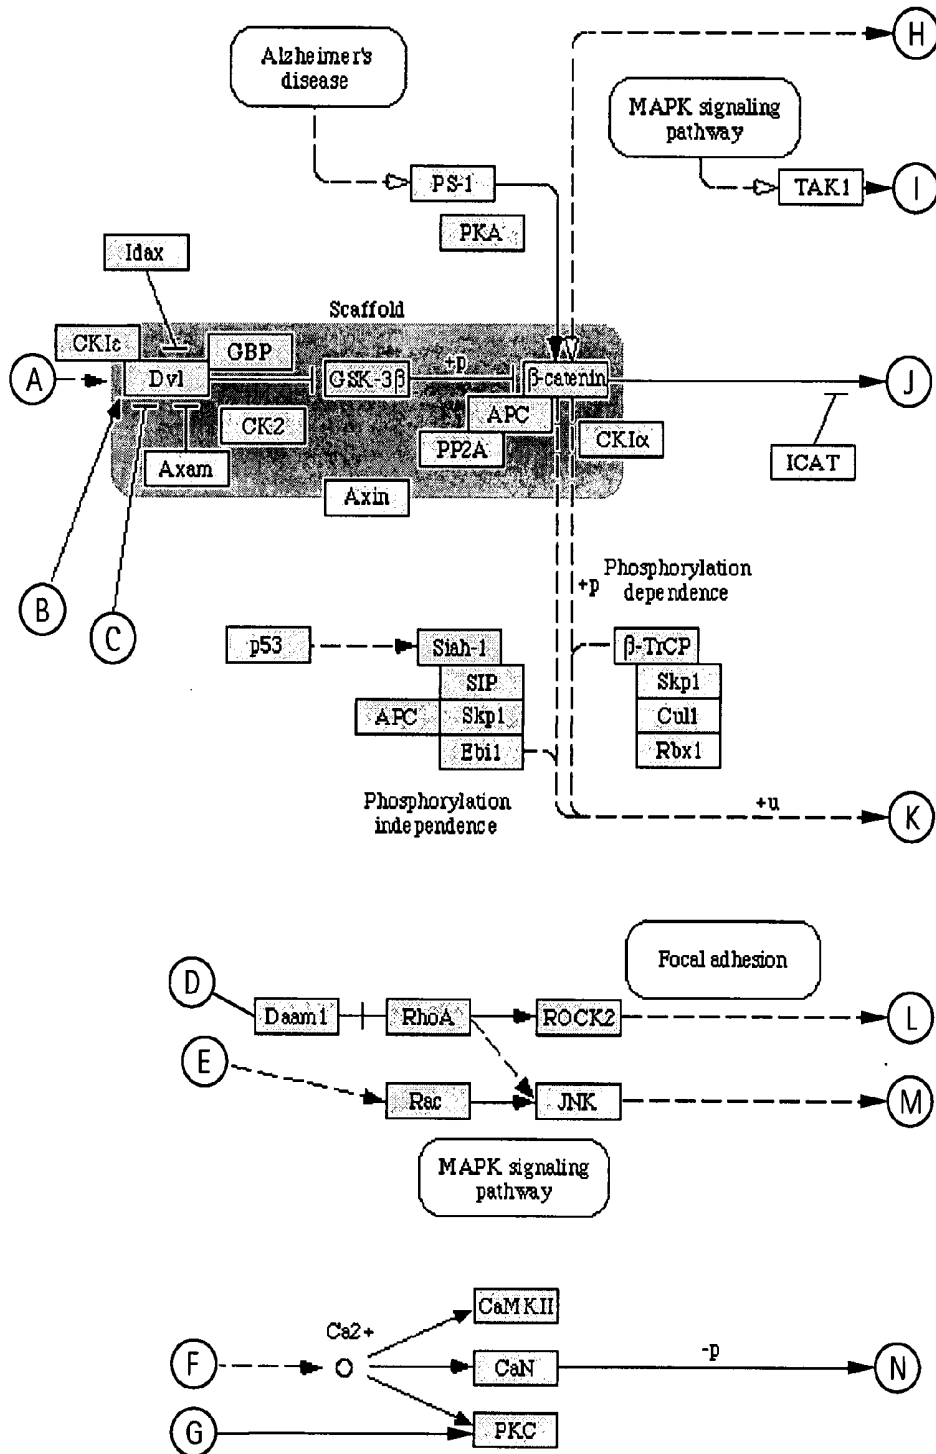 H
Alzheimer's
disease
MAPK signaling
pathway
PS-1
TAK1
I
PKA
Idax
Scaffold
CKIε
GBP
A
Dvl
GSK-3β
+p
β-catenin
J
CK2
APC
PP2A
CKIα
Axam
ICAT
Axin
B
C
+p
Phosphorylation
dependence
p53
Siah-1
β-TrCP
SIP
Skp1
APC
Skp1
Cul1
Ebi1
Rbx1
Phosphorylation
independence
+u
K
Focal adhesion
D
Daam1
RhoA
ROCK2
L
E
Rac
JNK
M
MAPK signaling
pathway
CaMKII
Ca2+
F
CaN
-p
N
G
PKC